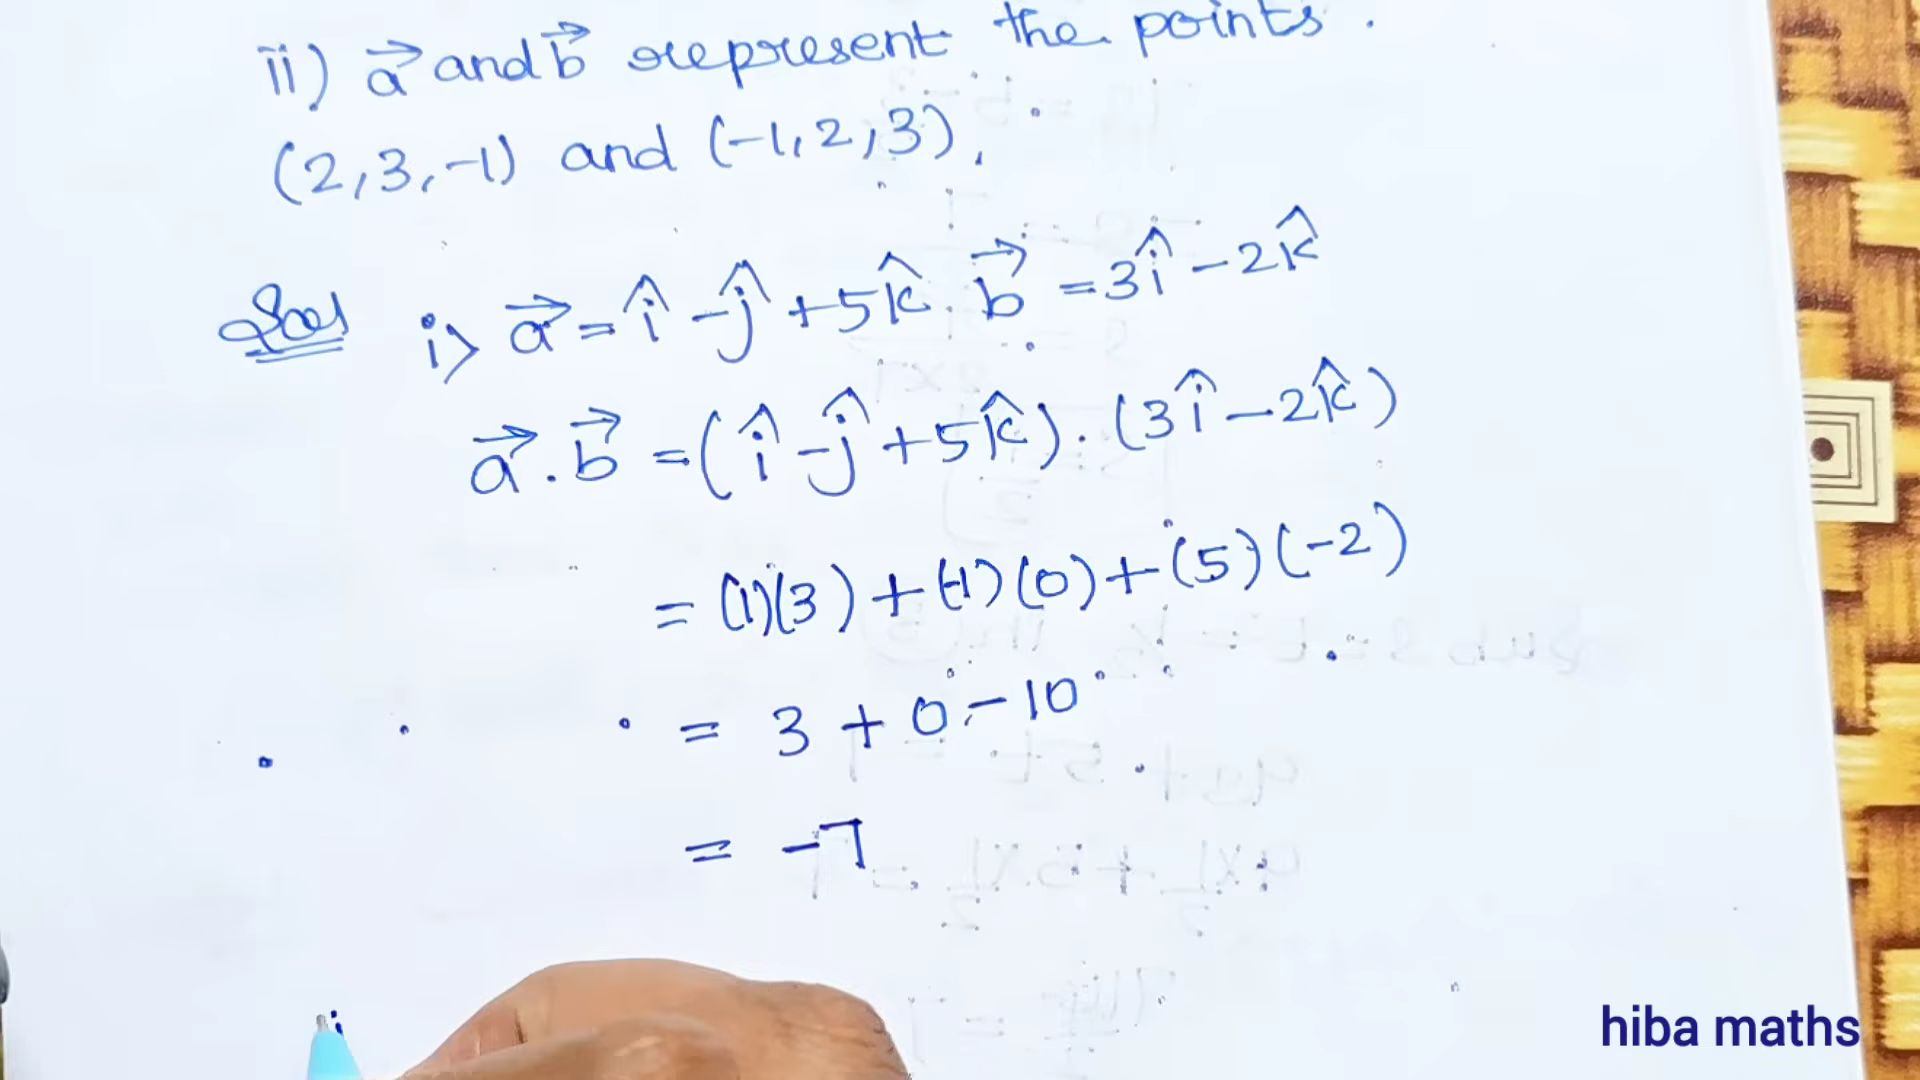 ii) a⃗ and b⃗ represent the points.
(2,3,-1) and (-1,2,3).
Sol i) a⃗ = î - ĵ + 5k̂. b⃗ = 3î - 2k̂
a⃗ . b⃗ = (î - ĵ + 5k̂) . (3î - 2k̂)
= (1)(3) + (-1)(0) + (5)(-2)
= 3 + 0 - 10
= -7
hiba maths